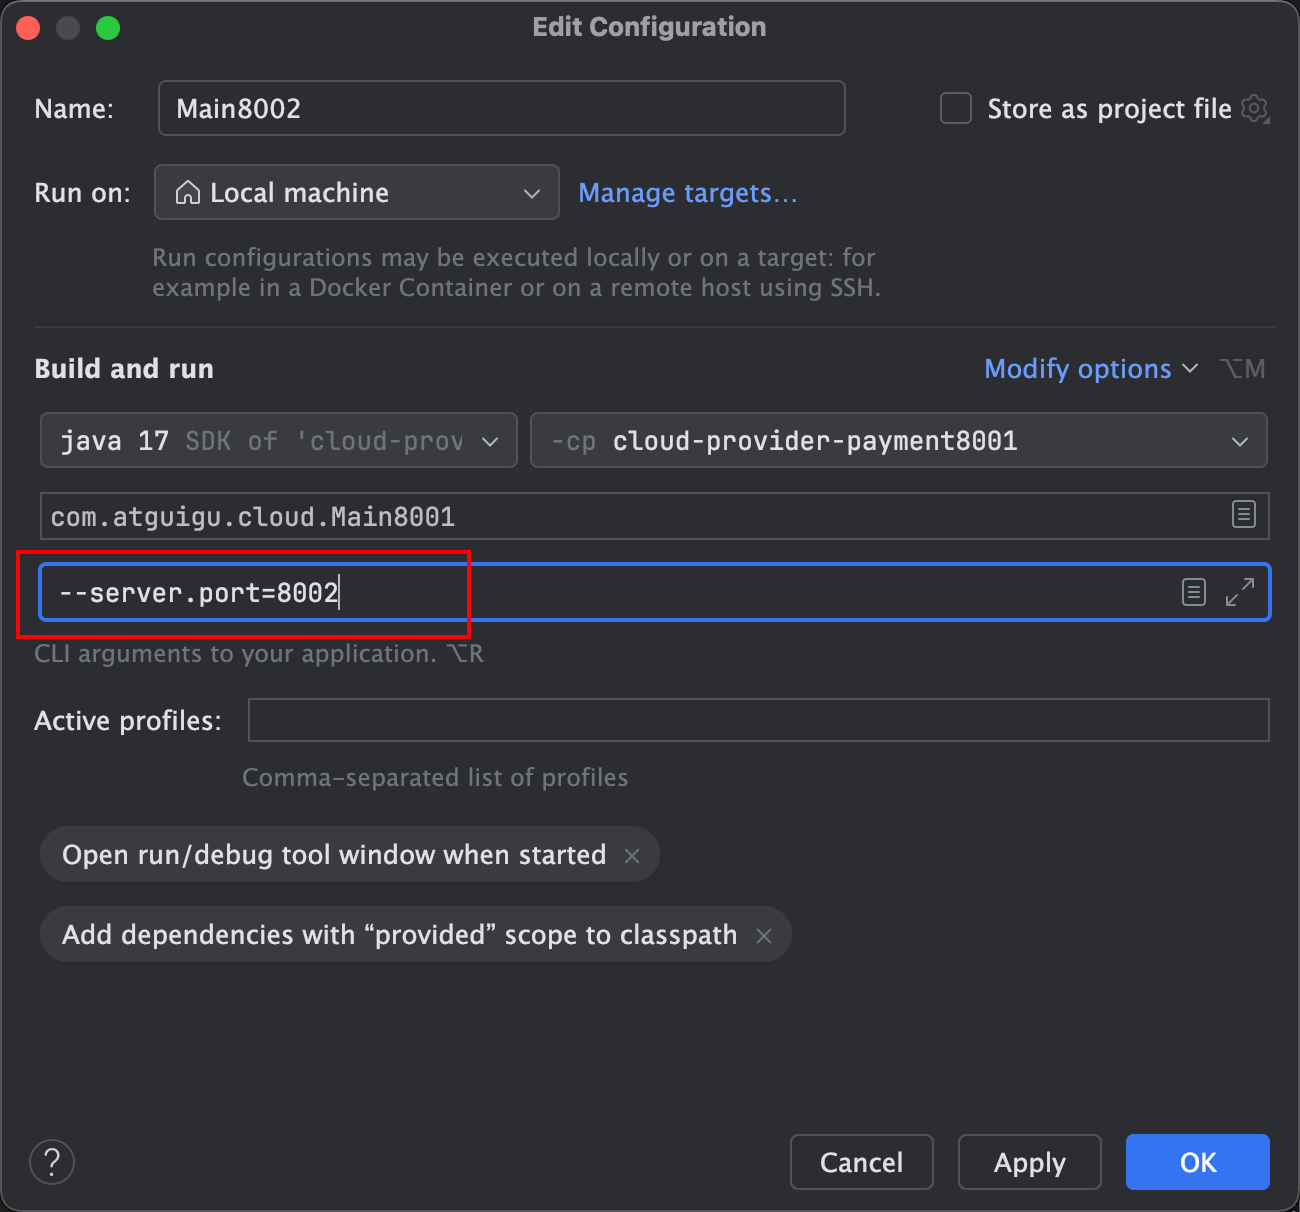 Edit Configuration
Name: Main8002 Store as project file
Run on: Local machine Manage targets...
Run configurations may be executed locally or on a target: for
example in a Docker Container or on a remote host using SSH.
Build and run Modify options ⌥M
java 17 SDK of 'cloud-prov -cp cloud-provider-payment8001
com.atguigu.cloud.Main8001
--server.port=8002
CLI arguments to your application. ⌥R
Active profiles:
Comma-separated list of profiles
Open run/debug tool window when started ×
Add dependencies with “provided” scope to classpath ×
? Cancel Apply OK